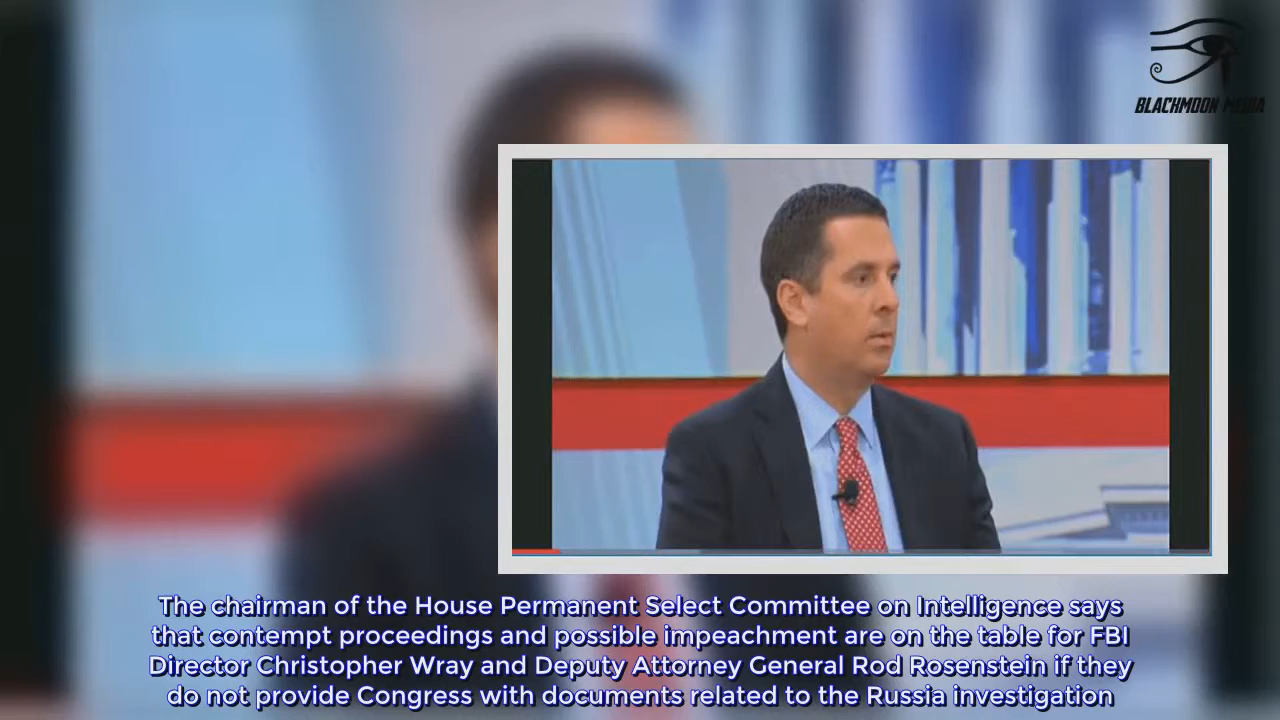 BLACHMOON MEDIA
The chairman of the House Permanent Select Committee on Intelligence says
that contempt proceedings and possible impeachment are on the table for FBI
Director Christopher Wray and Deputy Attorney General Rod Rosenstein if they
do not provide Congress with documents related to the Russia investigation